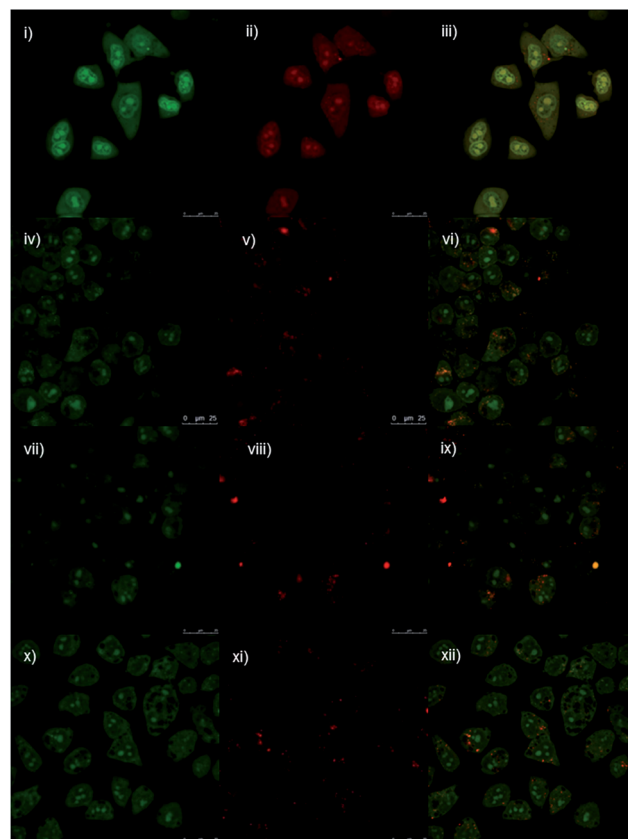 i) ii) iii)
iv) v) vi)
0 µm 25 0 µm 25
vii) viii) ix)
x) xi) xii)